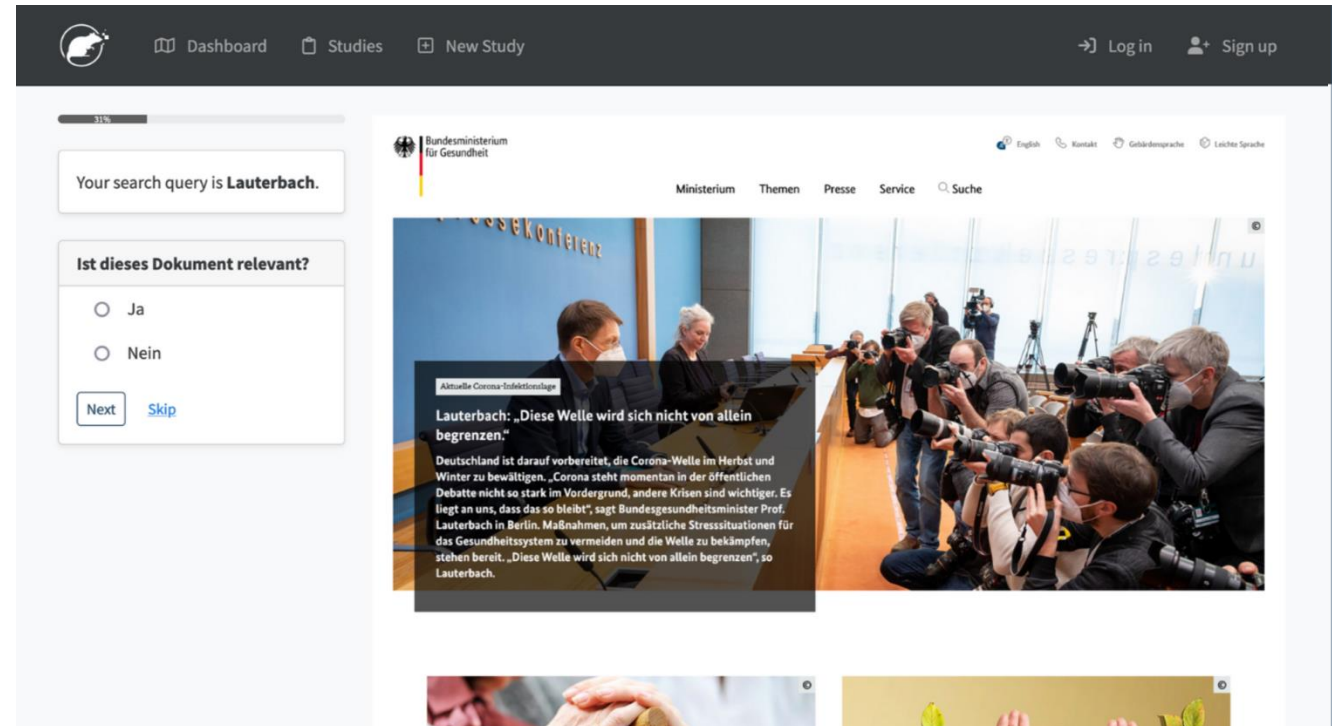 Dashboard Studies New Study Log in Sign up
31%
Your search query is Lauterbach.
Ist dieses Dokument relevant?
Ja
Nein
Next Skip
Bundesministerium
für Gesundheit
English Kontakt Gebärdensprache Leichte Sprache
Ministerium Themen Presse Service Suche
pressekonferenz
bundespressekonferenz
Aktuelle Corona-Infektionslage
Lauterbach: „Diese Welle wird sich nicht von allein
begrenzen.“
Deutschland ist darauf vorbereitet, die Corona-Welle im Herbst und
Winter zu bewältigen. „Corona steht momentan in der öffentlichen
Debatte nicht so stark im Vordergrund, andere Krisen sind wichtiger. Es
liegt an uns, dass das so bleibt“, sagt Bundesgesundheitsminister Prof.
Lauterbach in Berlin. Maßnahmen, um zusätzliche Stresssituationen für
das Gesundheitssystem zu vermeiden und die Welle zu bekämpfen,
stehen bereit. „Diese Welle wird sich nicht von allein begrenzen“, so
Lauterbach.